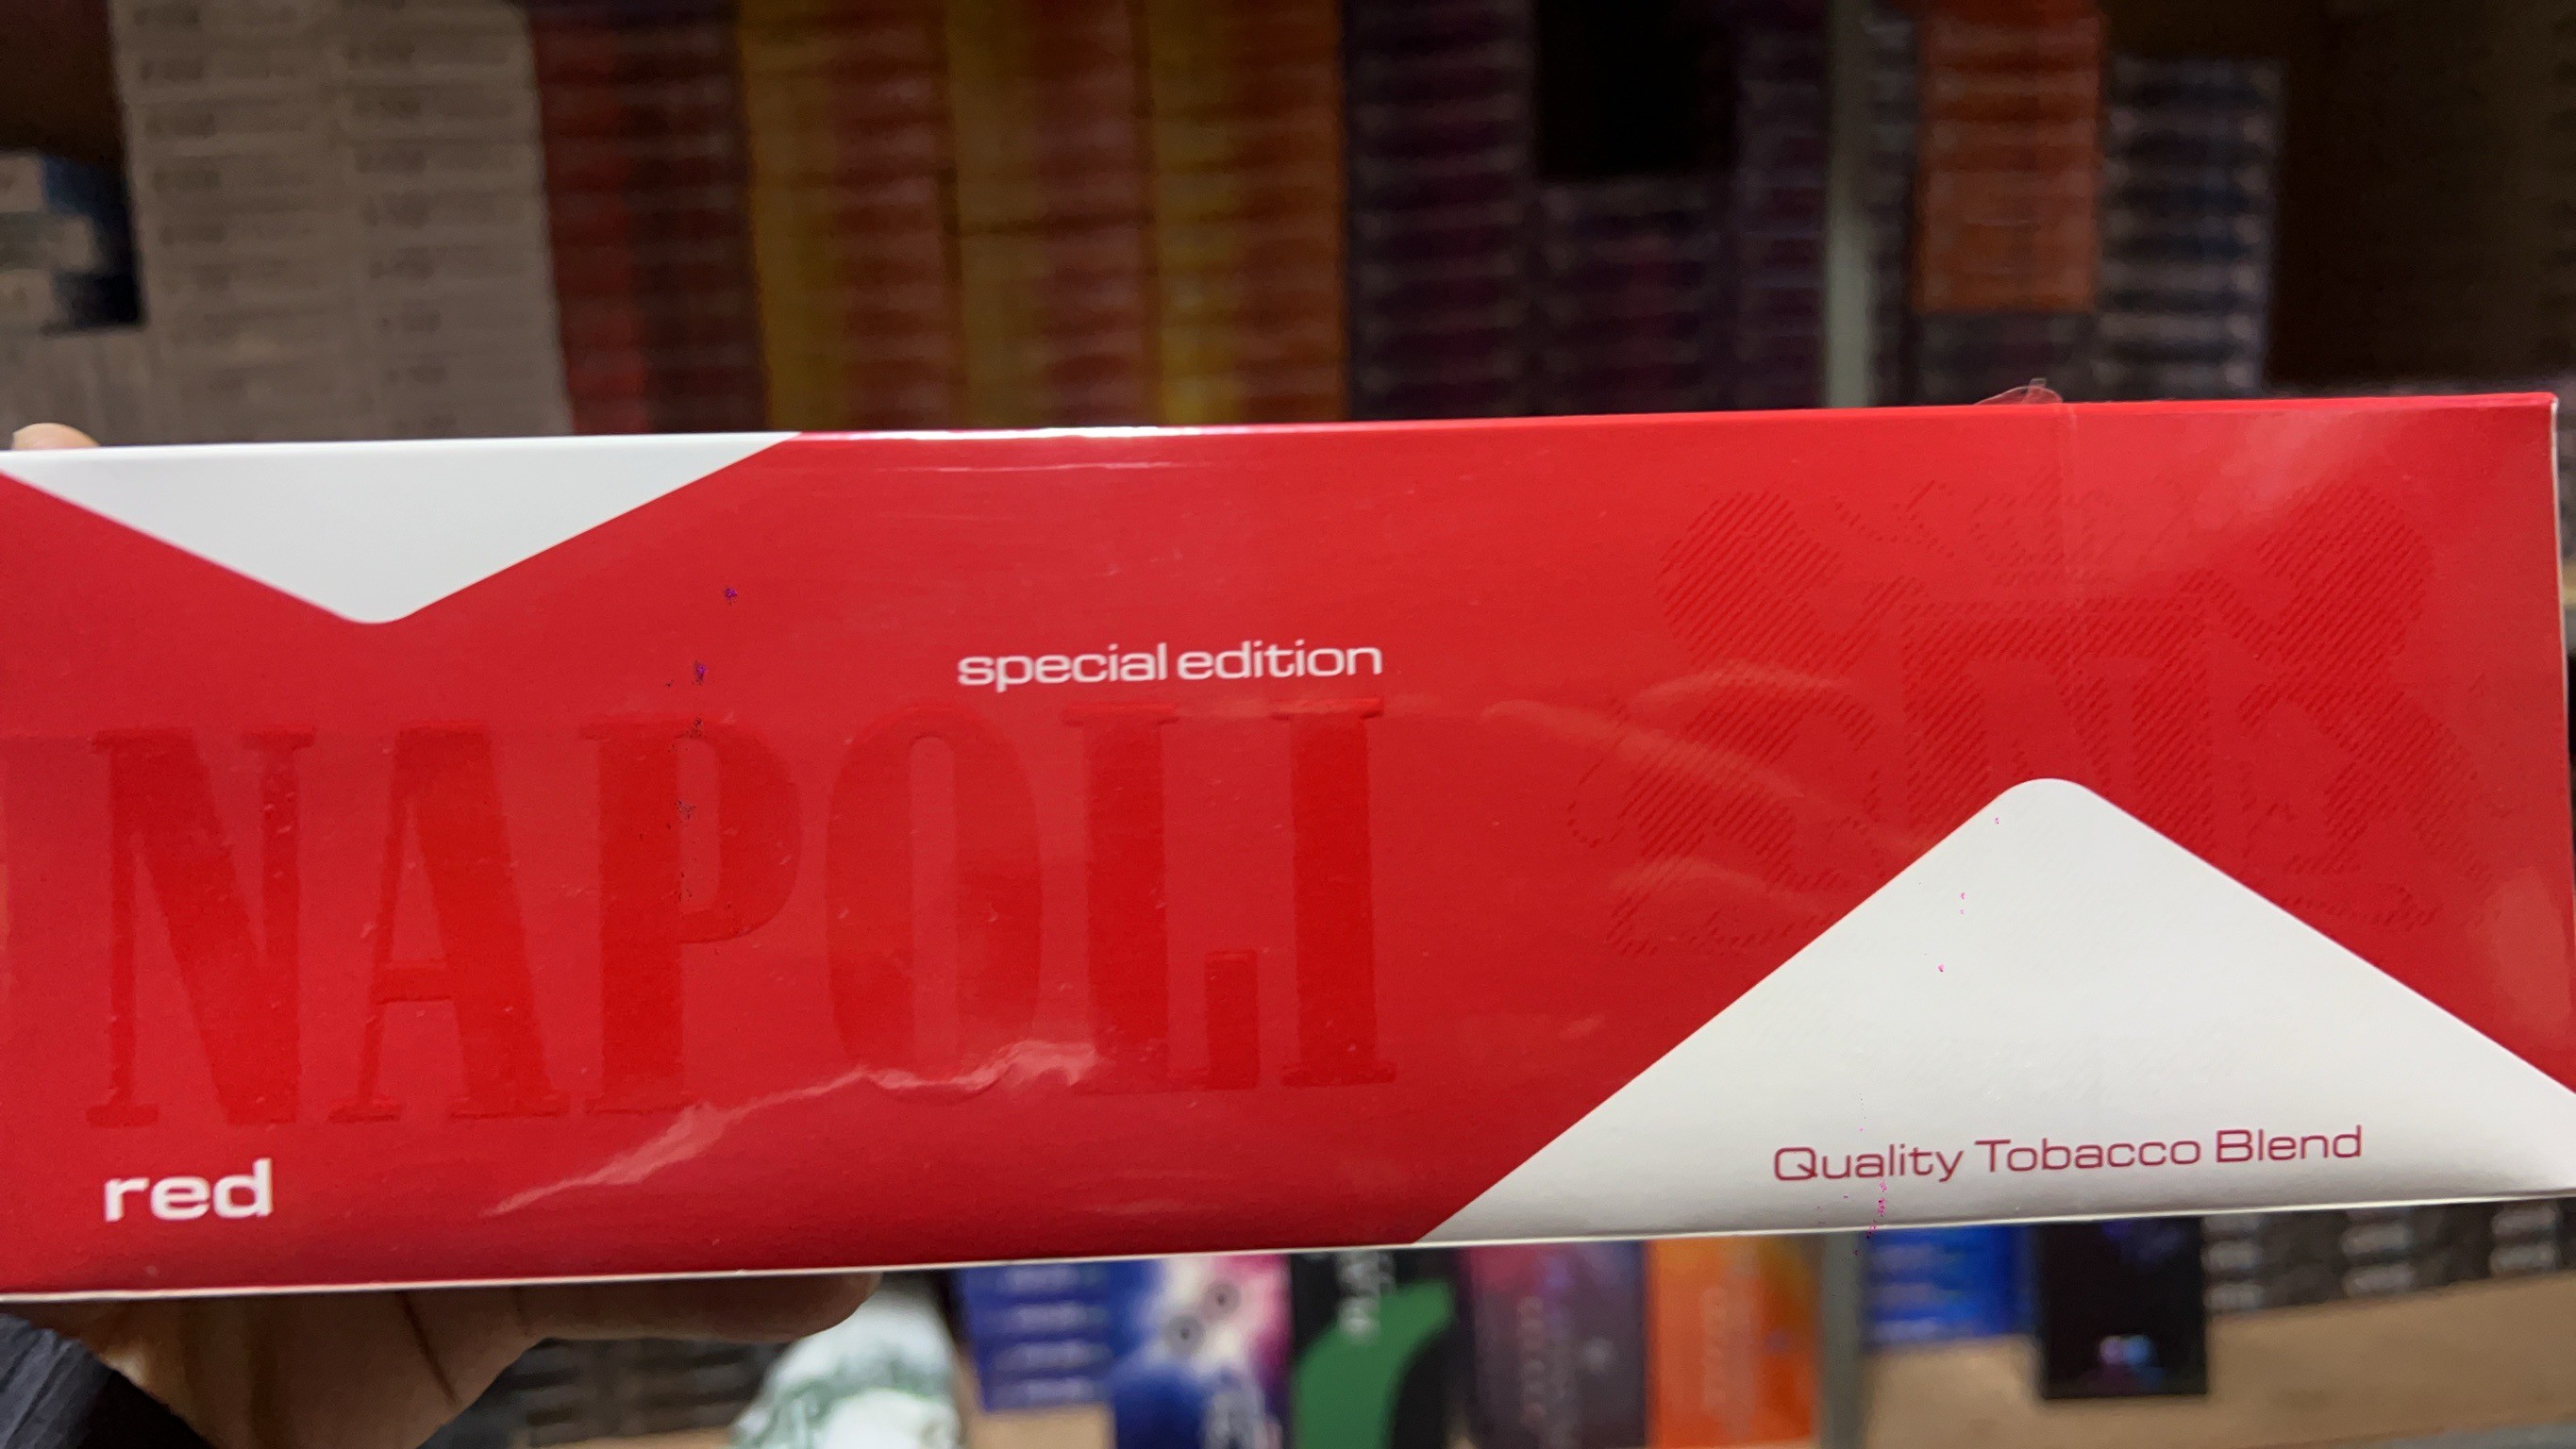 special edition
NAPOLI
red
Quality Tobacco Blend